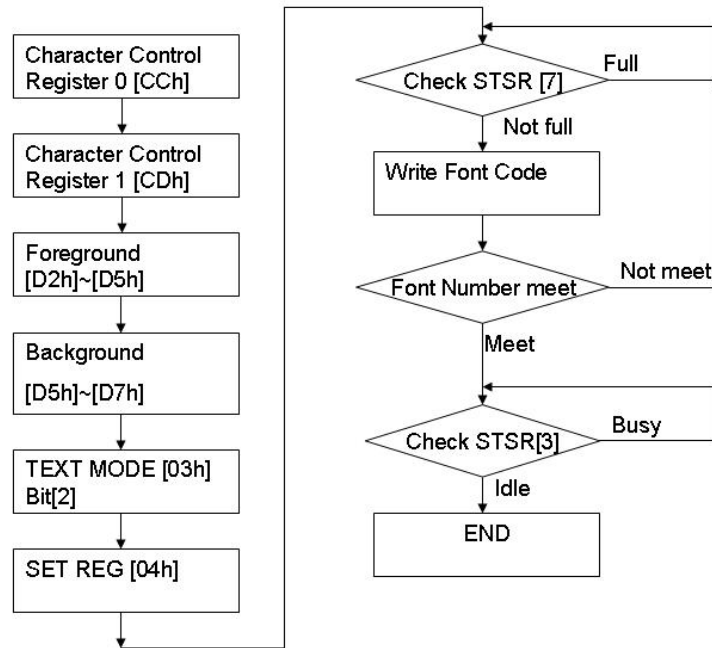 Character Control
Register 0 [CCh]
Character Control
Register 1 [CDh]
Foreground
[D2h]~[D5h]
Background
[D5h]~[D7h]
TEXT MODE [03h]
Bit[2]
SET REG [04h]
Check STSR [7]
Full
Not full
Write Font Code
Font Number meet
Not meet
Meet
Check STSR[3]
Busy
Idle
END